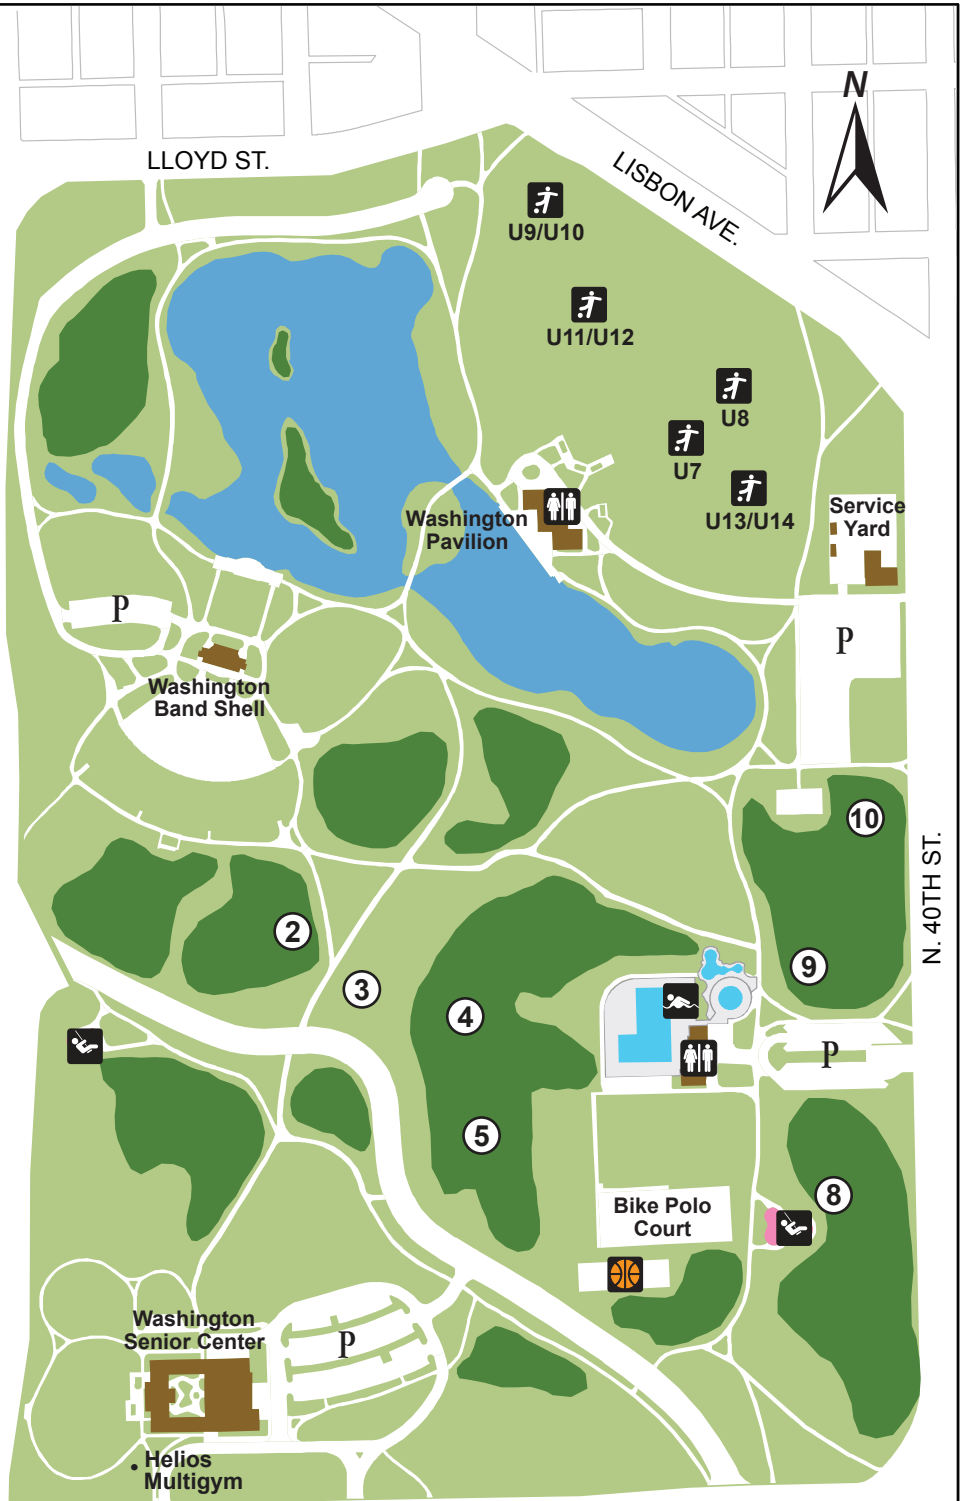 N
LLOYD ST.
LISBON AVE.
U9/U10
U11/U12
U8
U7
U13/U14
Service
Yard
Washington
Pavilion
P
P
Washington
Band Shell
10
N. 40TH ST.
2
9
3
4
P
5
8
Bike Polo
Court
Washington
Senior Center
P
• Helios
Multigym